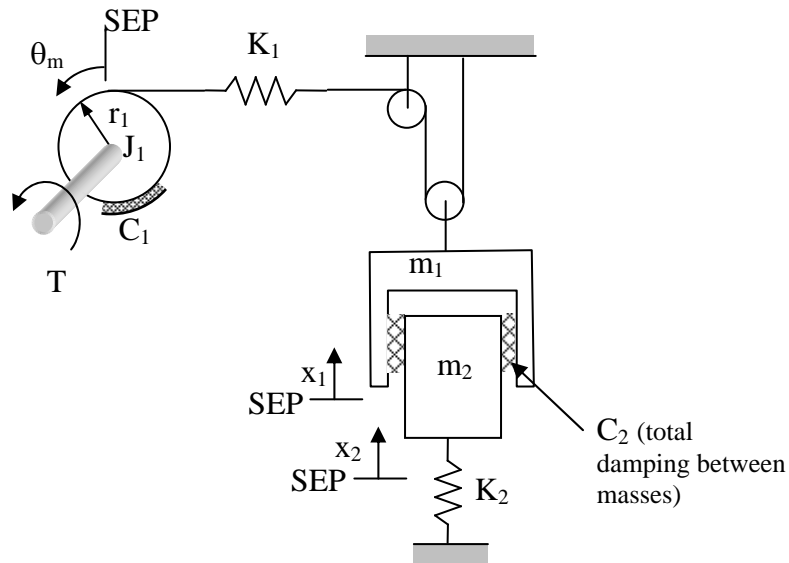 SEP
θm
K1
r1
J1
C1
T
m1
m2
x1
SEP
x2
SEP
K2
C2 (total
damping between
masses)